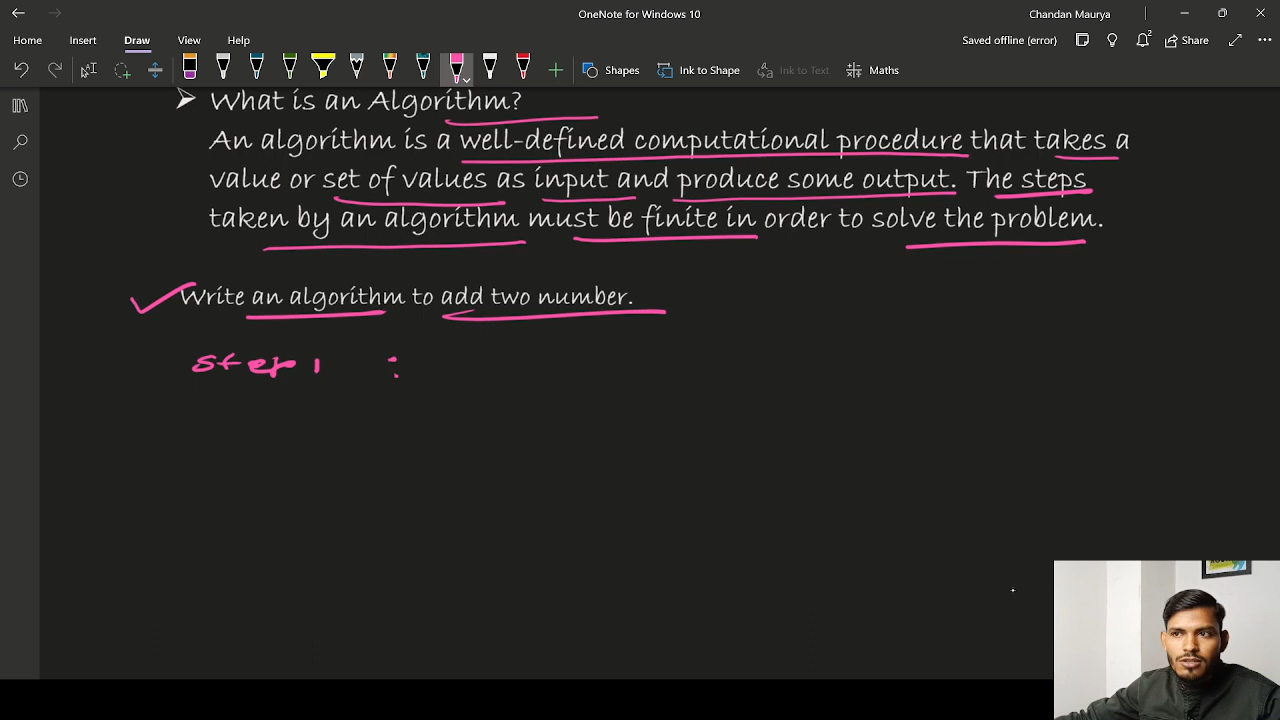 OneNote for Windows 10
Chandan Maurya
Home Insert Draw View Help
Saved offline (error)
Share
Shapes
Ink to Shape
Ink to Text
Maths
➢ What is an Algorithm?
An algorithm is a well-defined computational procedure that takes a
value or set of values as input and produce some output. The steps
taken by an algorithm must be finite in order to solve the problem.
Write an algorithm to add two number.
Step 1 :